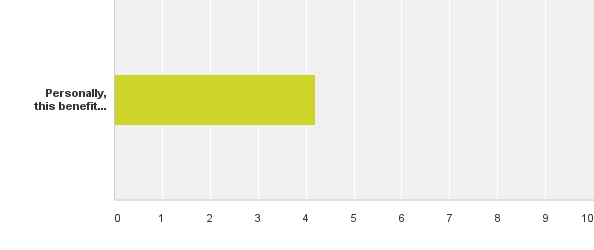 Personally,
this benefit...
0 1 2 3 4 5 6 7 8 9 10